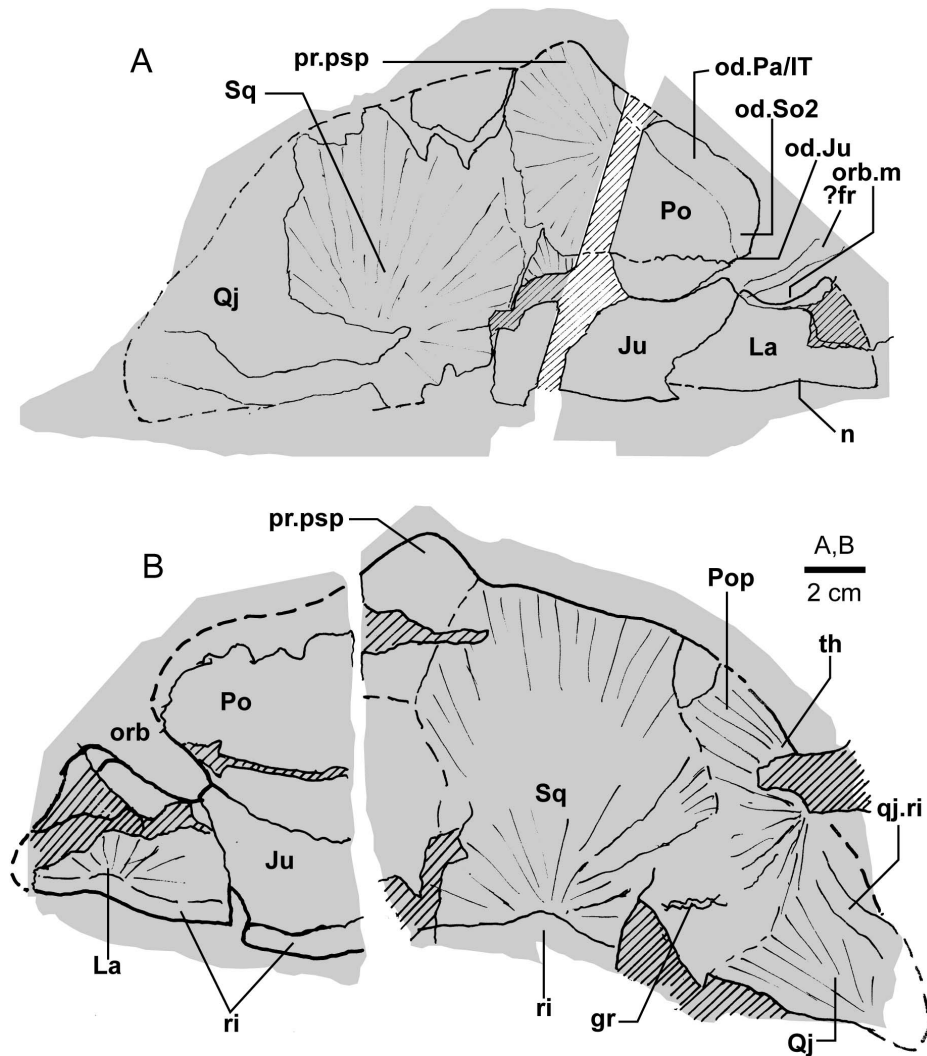 A
pr.psp
Sq
od.Pa/IT
od.So2
od.Ju
orb.m
?fr
Po
Qj
Ju
La
n
B
pr.psp
A,B
2 cm
Pop
th
Po
orb
Sq
qj.ri
Ju
La
ri
ri
gr
Qj